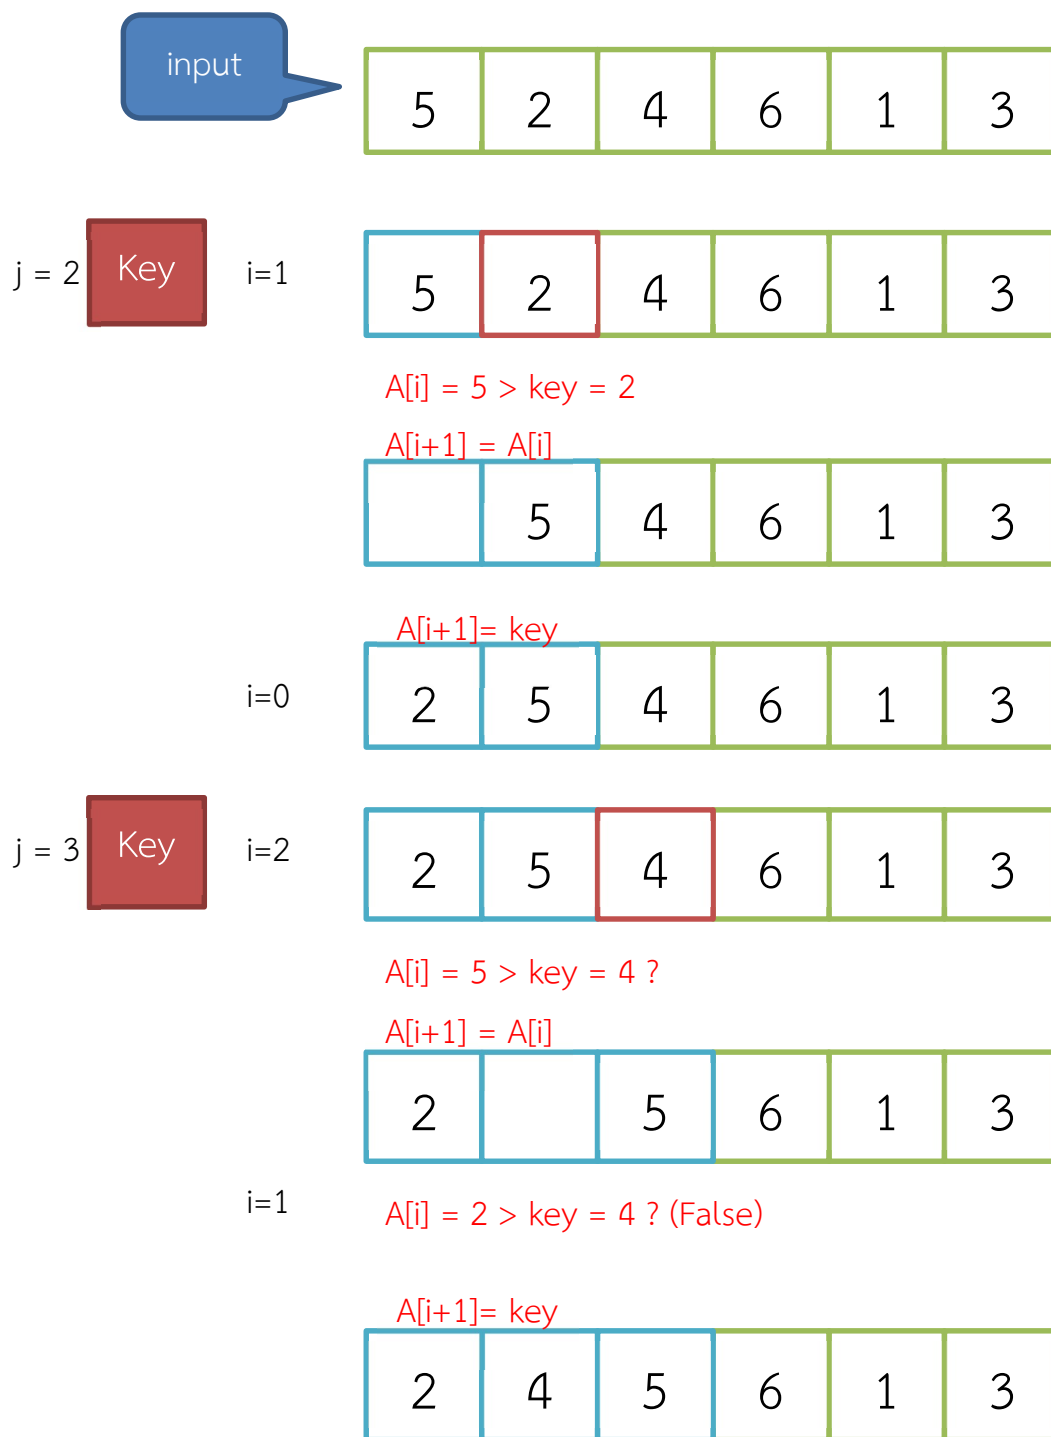 input
5 2 4 6 1 3
j = 2 Key i=1 5 2 4 6 1 3
A[i] = 5 > key = 2
A[i+1] = A[i]
5 4 6 1 3
A[i+1]= key
i=0 2 5 4 6 1 3
j = 3 Key i=2 2 5 4 6 1 3
A[i] = 5 > key = 4 ?
A[i+1] = A[i]
2 5 6 1 3
i=1 A[i] = 2 > key = 4 ? (False)
A[i+1]= key
2 4 5 6 1 3